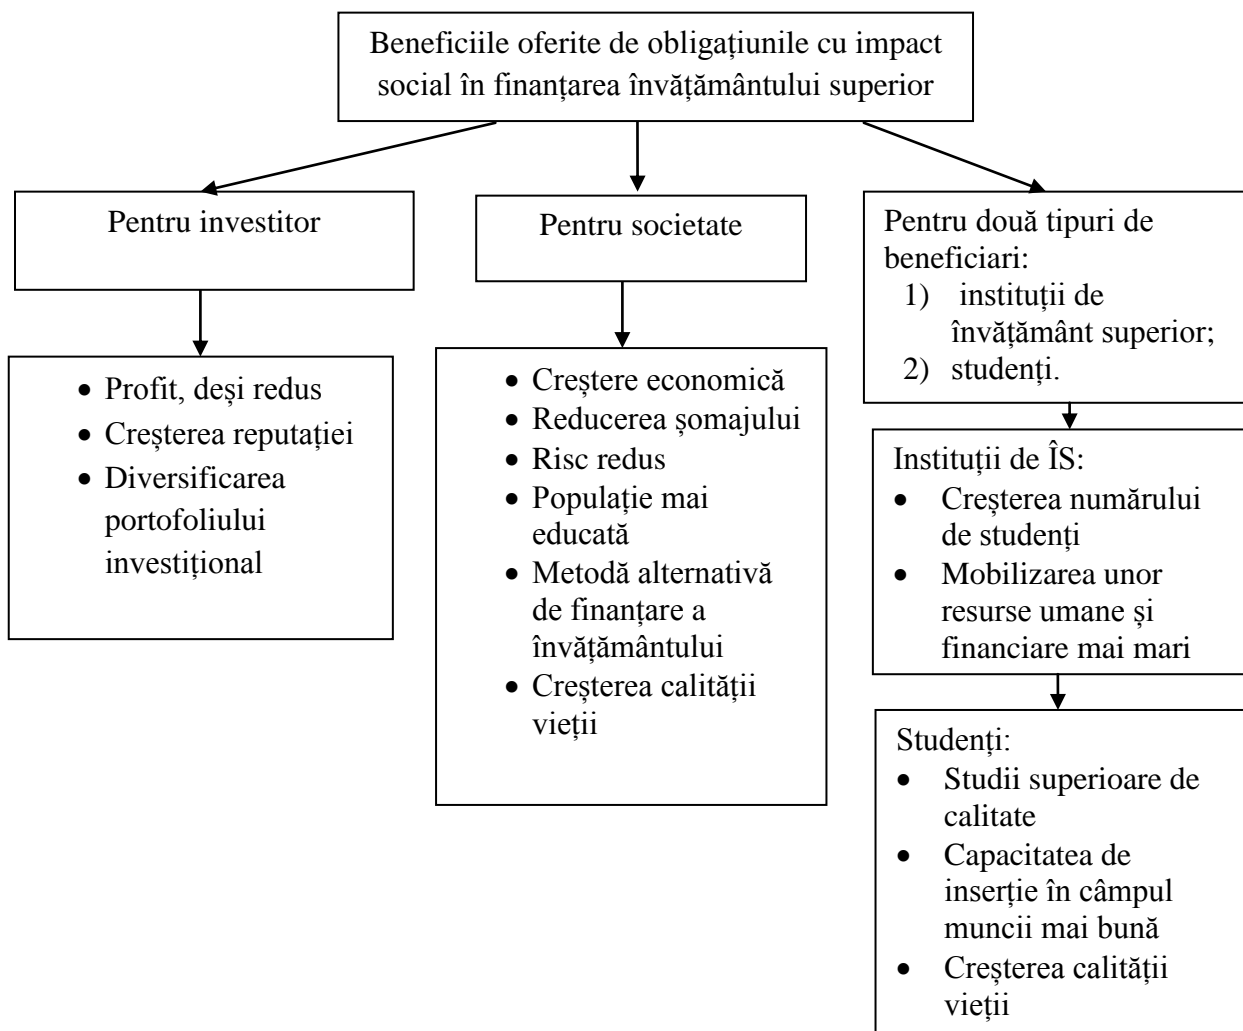 Beneficiile oferite de obligațiunile cu impact
social în finanțarea învățământului superior
Pentru investitor
Pentru societate
Pentru două tipuri de
beneficiari:
1) instituții de
învățământ superior;
2) studenți.
• Profit, deși redus
• Creșterea reputației
• Diversificarea
portofoliului
investițional
• Creștere economică
• Reducerea șomajului
• Risc redus
• Populație mai
educată
• Metodă alternativă
de finanțare a
învățământului
• Creșterea calității
vieții
Instituții de ÎS:
• Creșterea numărului
de studenți
• Mobilizarea unor
resurse umane și
financiare mai mari
Studenți:
• Studii superioare de
calitate
• Capacitatea de
inserție în câmpul
muncii mai bună
• Creșterea calității
vieții